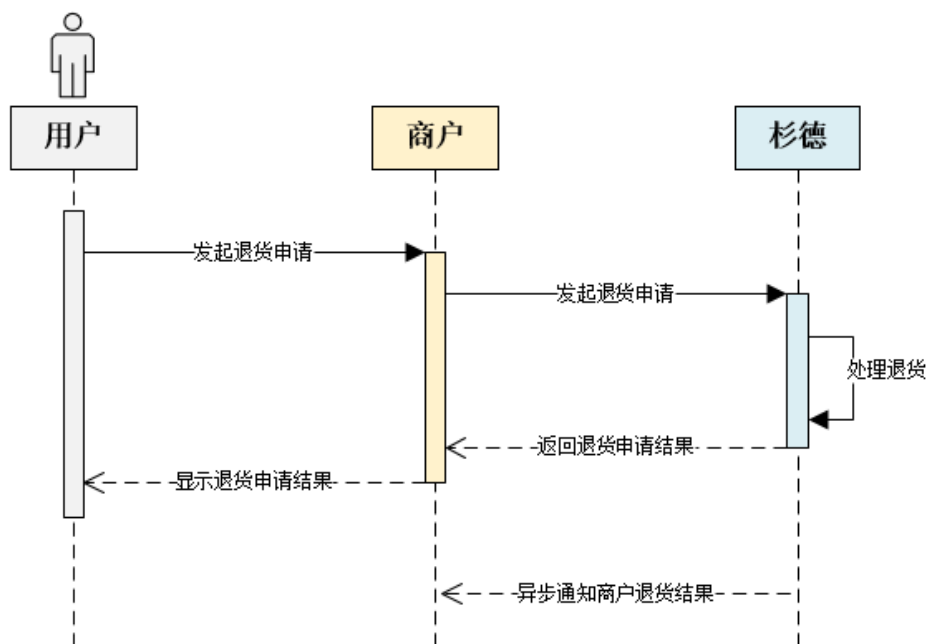 用户
商户
杉德
发起退货申请
发起退货申请
处理退货
返回退货申请结果
显示退货申请结果
异步通知商户退货结果